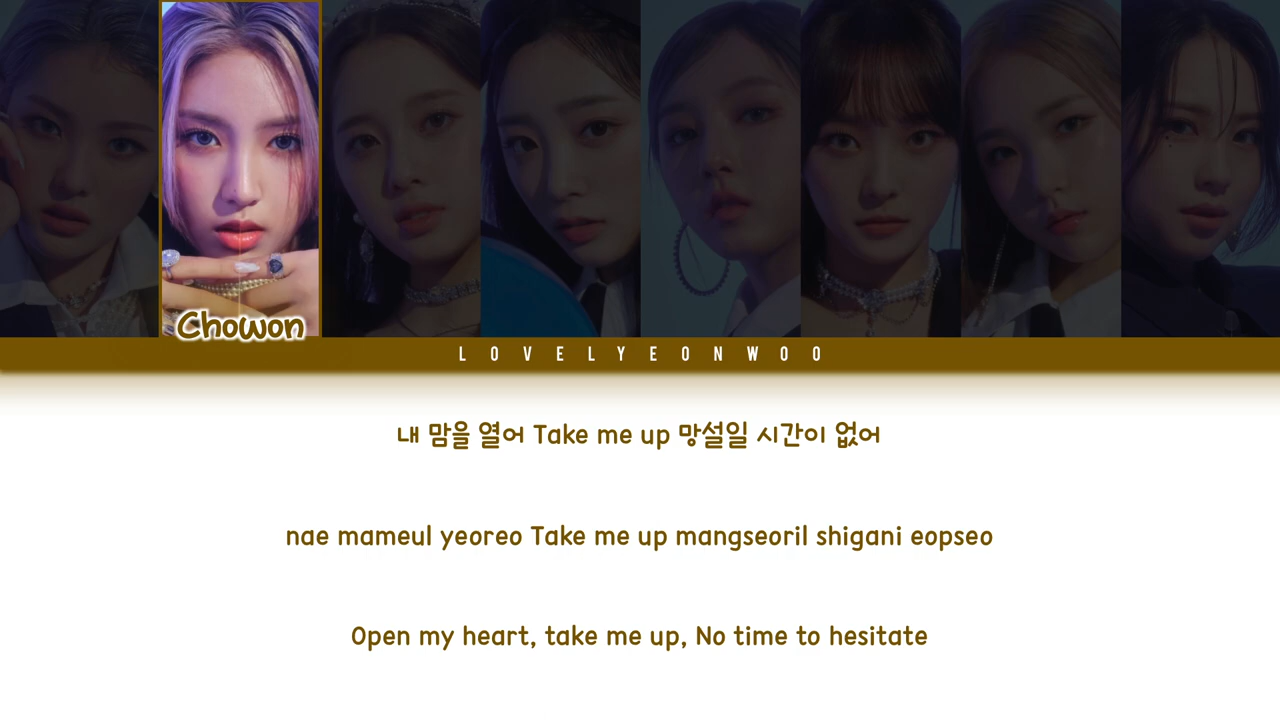 Chowon
LOVELYEONWOO
내 맘을 열어 Take me up 망설일 시간이 없어
nae mameul yeoreo Take me up mangseoril shigani eopseo
Open my heart, take me up, No time to hesitate